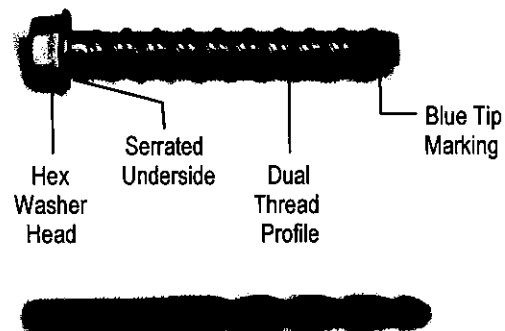 Blue Tip
Marking
Serrated
Underside
Hex
Washer
Head
Dual
Thread
Profile